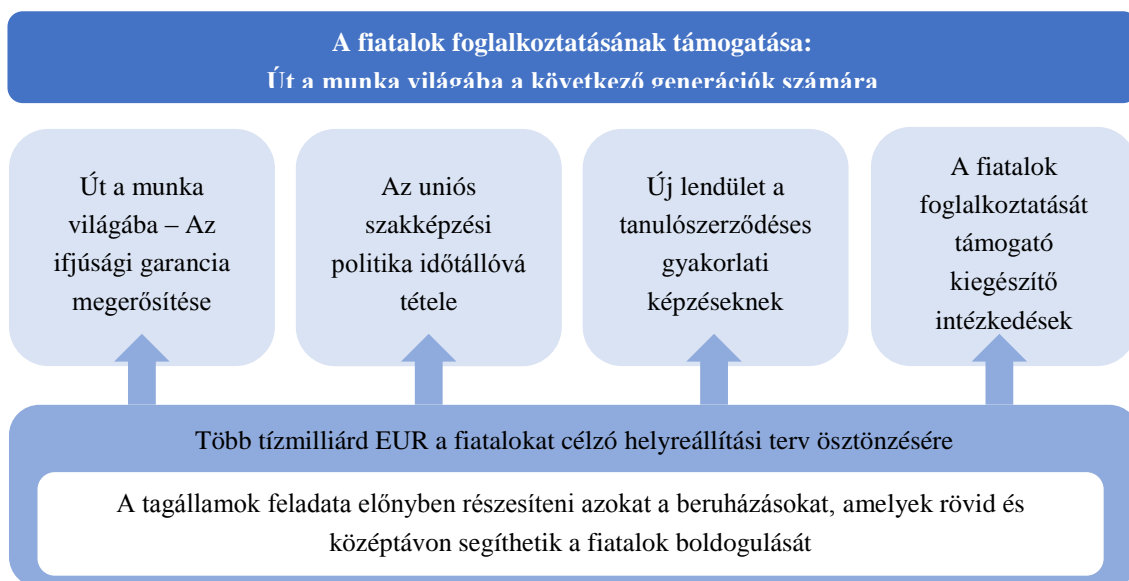 A fiatalok foglalkoztatásának támogatása:
Út a munka világába a következő generációk számára
Út a munka
világába – Az
ifjúsági garancia
megerősítése
Az uniós
szakképzési
politika időtállóvá
tétele
Új lendület a
tanulószerződéses
gyakorlati
képzéseknek
A fiatalok
foglalkoztatását
támogató
kiegészítő
intézkedések
Több tízmilliárd EUR a fiatalokat célzó helyreállítási terv ösztönzésére
A tagállamok feladata előnyben részesíteni azokat a beruházásokat, amelyek rövid és
középtávon segíthetik a fiatalok boldogulását